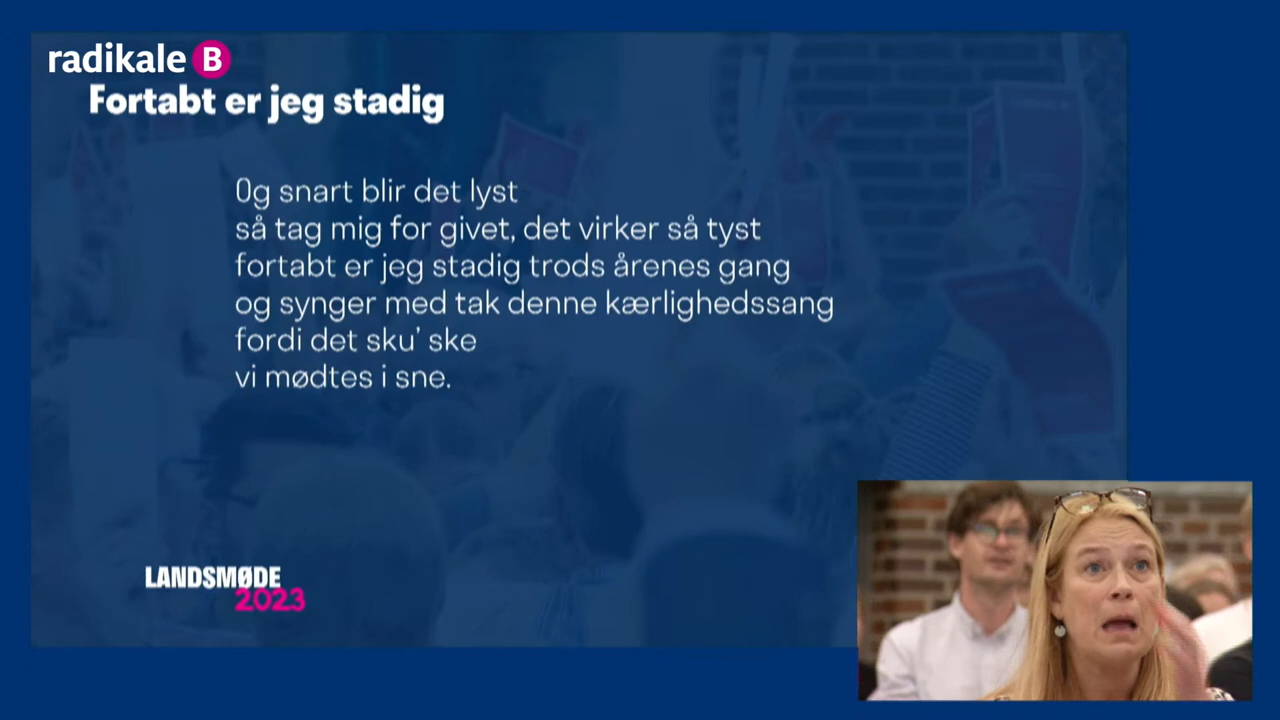 radikale B
Fortabt er jeg stadig
Og snart blir det lyst
så tag mig for givet, det virker så tyst
fortabt er jeg stadig trods årenes gang
og synger med tak denne kærlighedssang
fordi det sku’ ske
vi mødtes i sne.
LANDSMØDE
2023